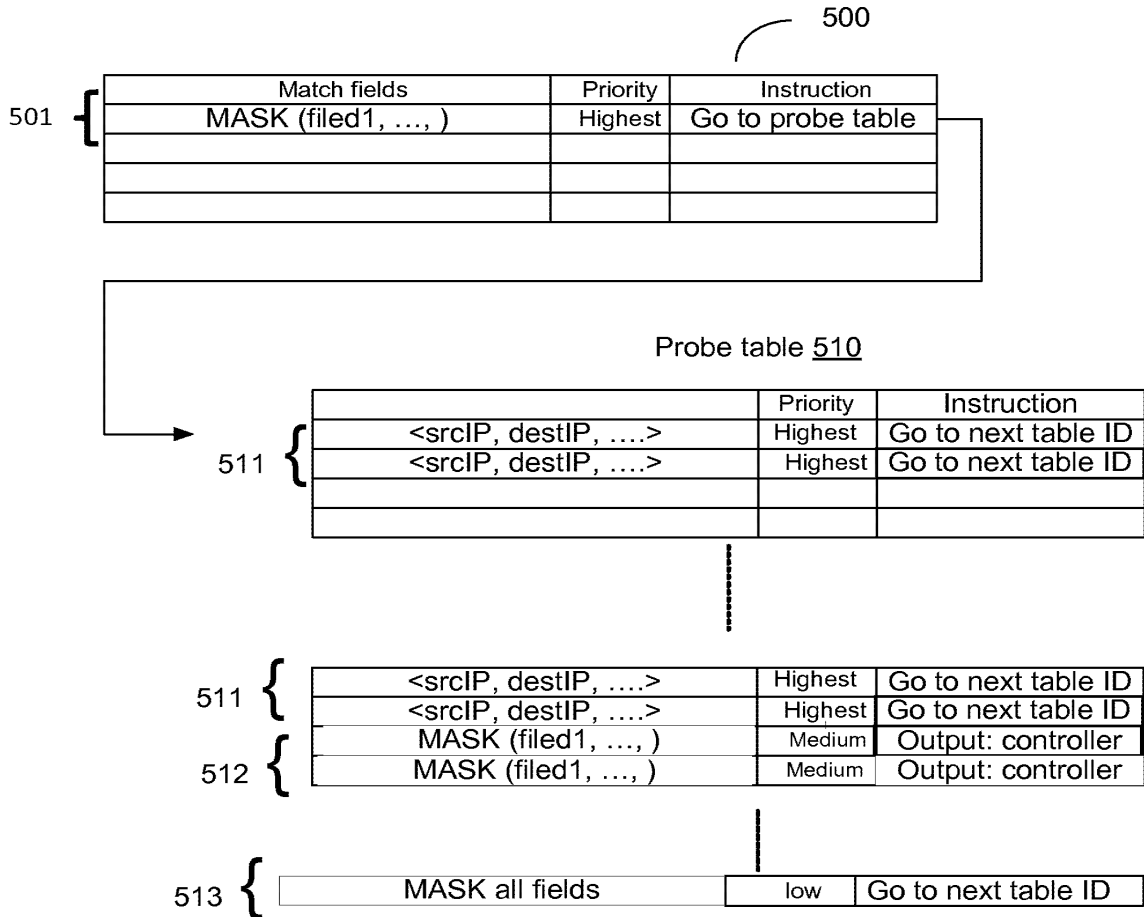 500
Match fields Priority Instruction
501 MASK (filed1, ..., ) Highest Go to probe table
Probe table 510
Priority Instruction
<srcIP, destIP, ....> Highest Go to next table ID
511 <srcIP, destIP, ....> Highest Go to next table ID
511 <srcIP, destIP, ....> Highest Go to next table ID
<srcIP, destIP, ....> Highest Go to next table ID
512 MASK (filed1, ..., ) Medium Output: controller
MASK (filed1, ..., ) Medium Output: controller
513 MASK all fields low Go to next table ID